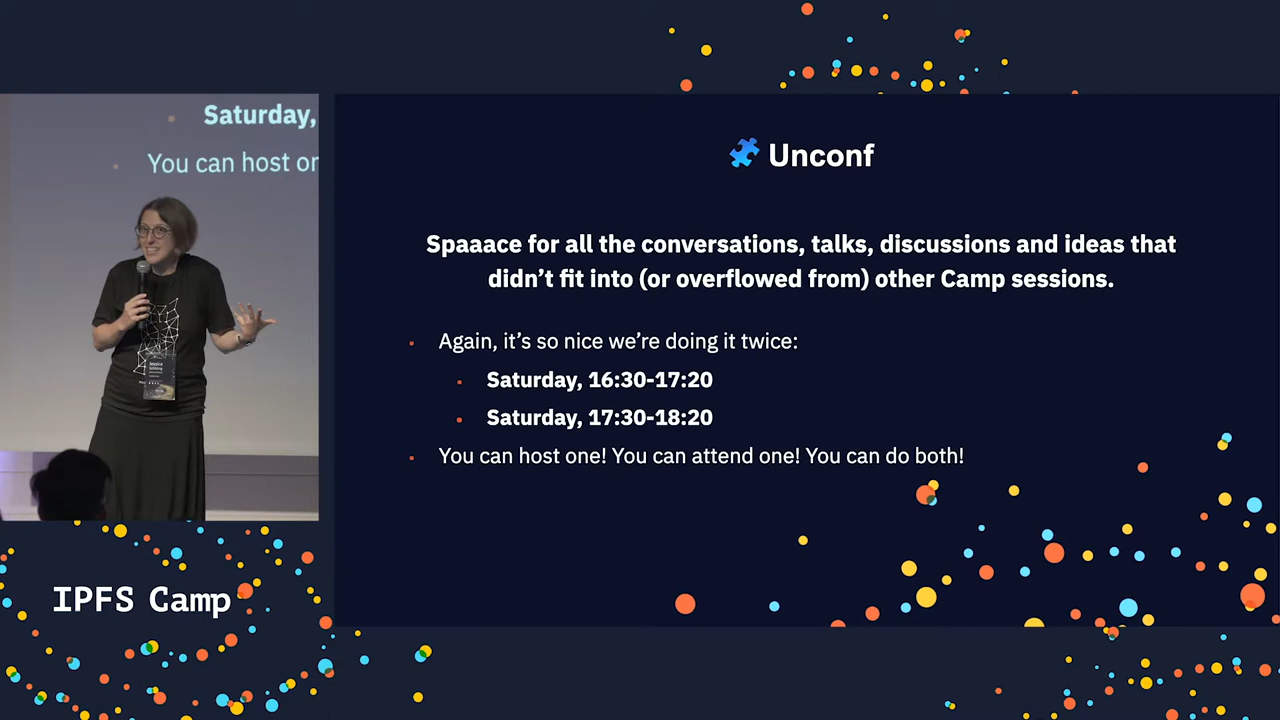 Saturday,
You can host or
Jessica
Unconf
Spaaace for all the conversations, talks, discussions and ideas that
didn’t fit into (or overflowed from) other Camp sessions.
Again, it’s so nice we’re doing it twice:
Saturday, 16:30-17:20
Saturday, 17:30-18:20
You can host one! You can attend one! You can do both!
IPFS Camp